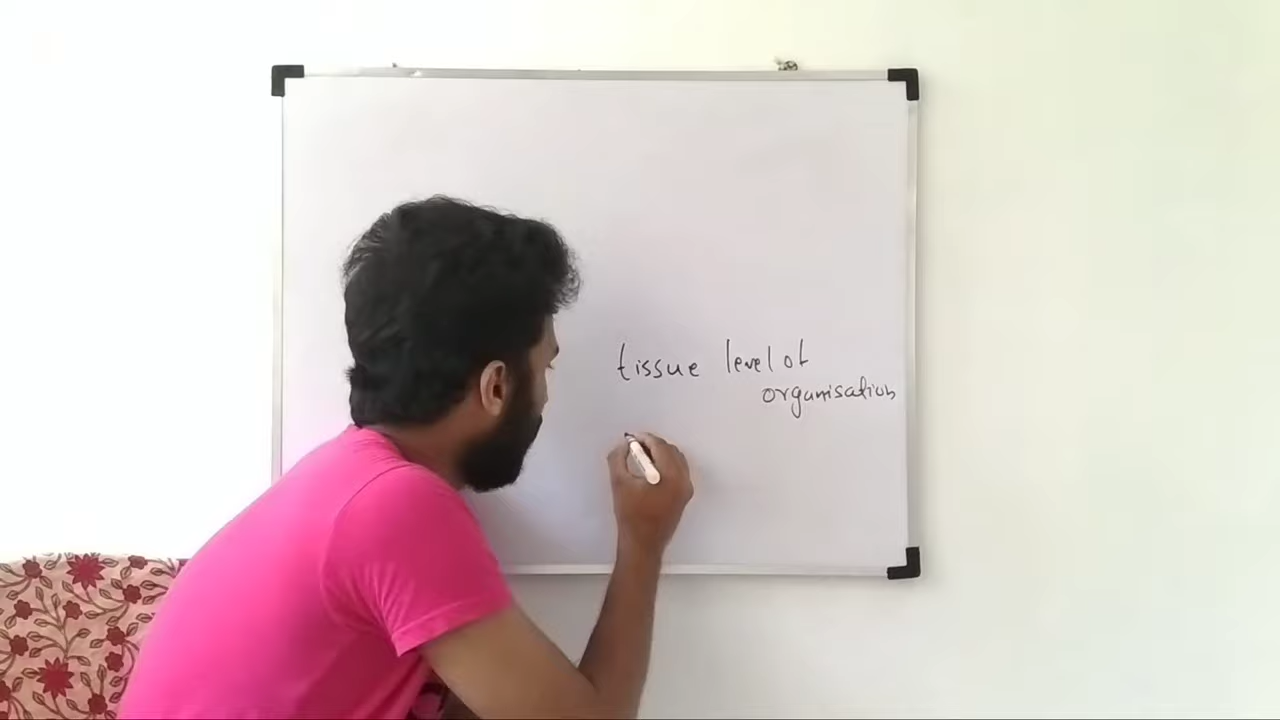 tissue level of
organisation